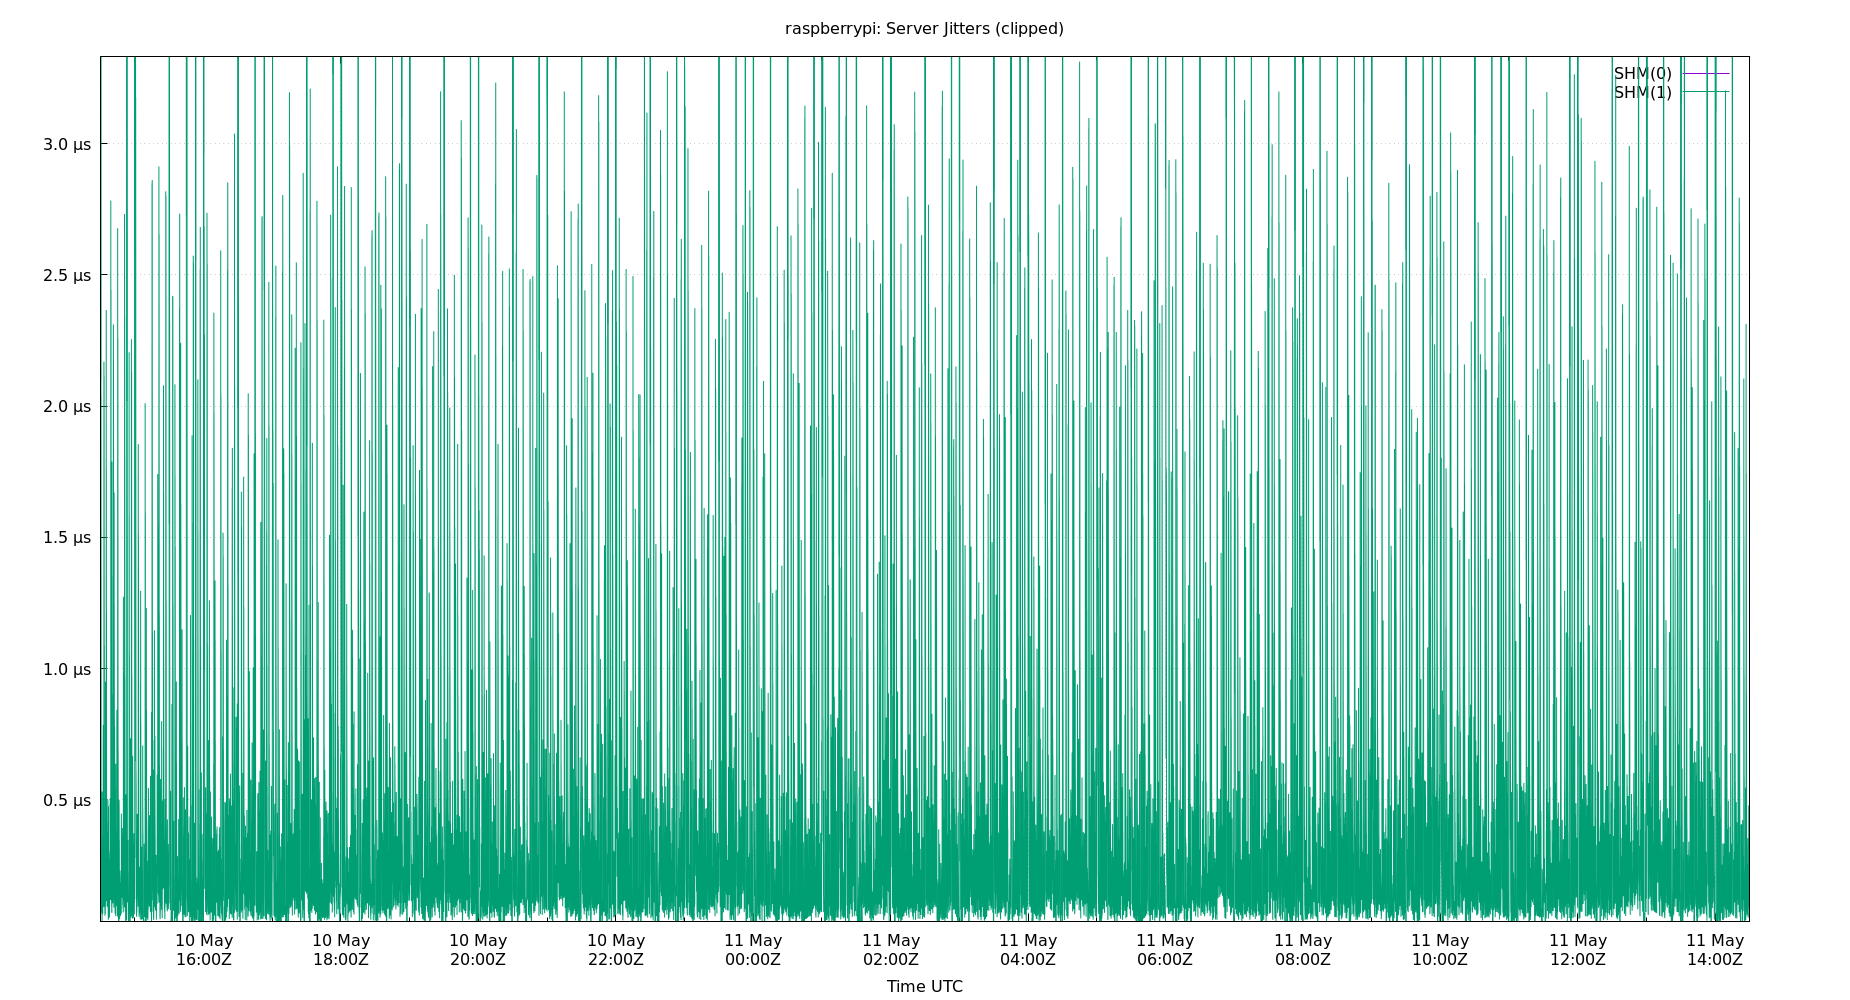 raspberrypi: Server Jitters (clipped)
SHM(0)
SHM(1)
3.0 µs
2.5 µs
2.0 µs
1.5 µs
1.0 µs
0.5 µs
10 May 10 May 10 May 10 May 11 May 11 May 11 May 11 May 11 May 11 May 11 May 11 May
16:00Z 18:00Z 20:00Z 22:00Z 00:00Z 02:00Z 04:00Z 06:00Z 08:00Z 10:00Z 12:00Z 14:00Z
Time UTC